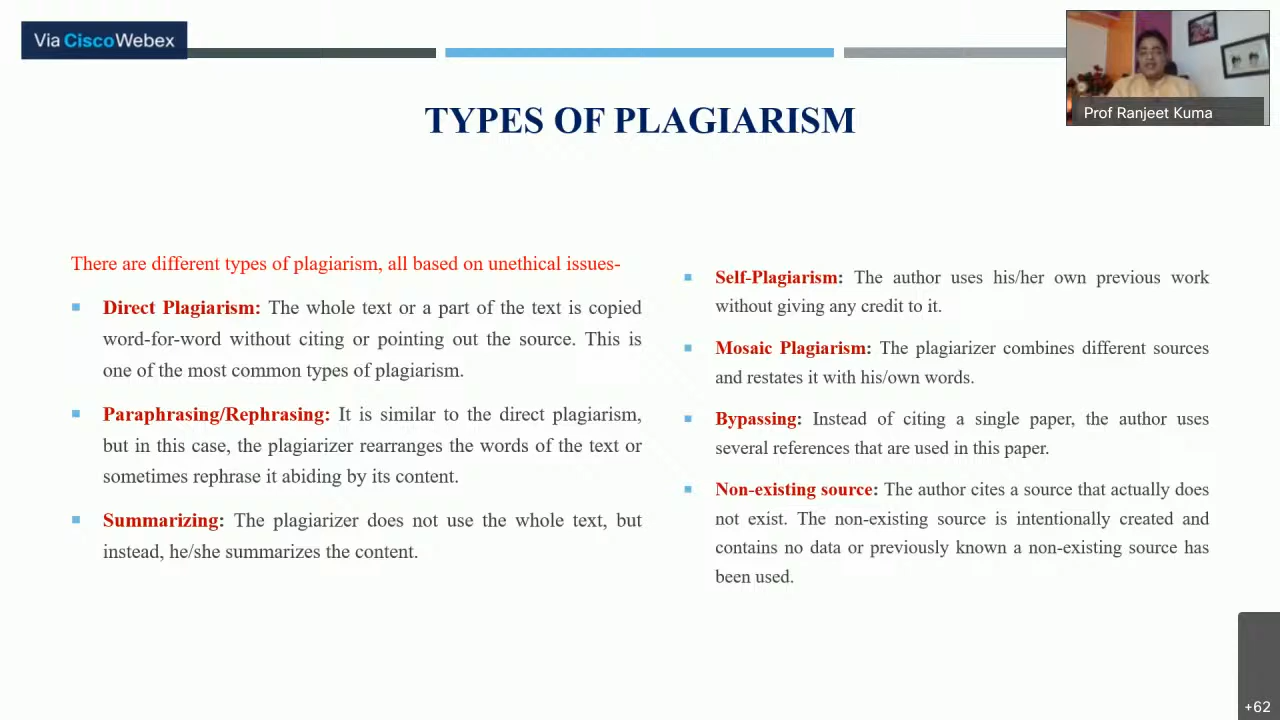 Via CiscoWebex
Prof Ranjeet Kuma
TYPES OF PLAGIARISM
There are different types of plagiarism, all based on unethical issues-
Direct Plagiarism: The whole text or a part of the text is copied
word-for-word without citing or pointing out the source. This is
one of the most common types of plagiarism.
Paraphrasing/Rephrasing: It is similar to the direct plagiarism,
but in this case, the plagiarizer rearranges the words of the text or
sometimes rephrase it abiding by its content.
Summarizing: The plagiarizer does not use the whole text, but
instead, he/she summarizes the content.
Self-Plagiarism: The author uses his/her own previous work
without giving any credit to it.
Mosaic Plagiarism: The plagiarizer combines different sources
and restates it with his/own words.
Bypassing: Instead of citing a single paper, the author uses
several references that are used in this paper.
Non-existing source: The author cites a source that actually does
not exist. The non-existing source is intentionally created and
contains no data or previously known a non-existing source has
been used.
+62